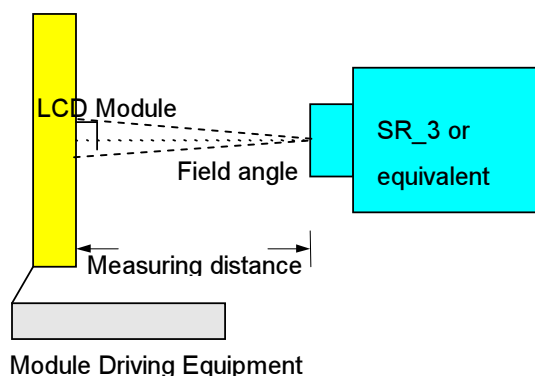 LCD Module
SR_3 or
equivalent
Field angle
Measuring distance
Module Driving Equipment